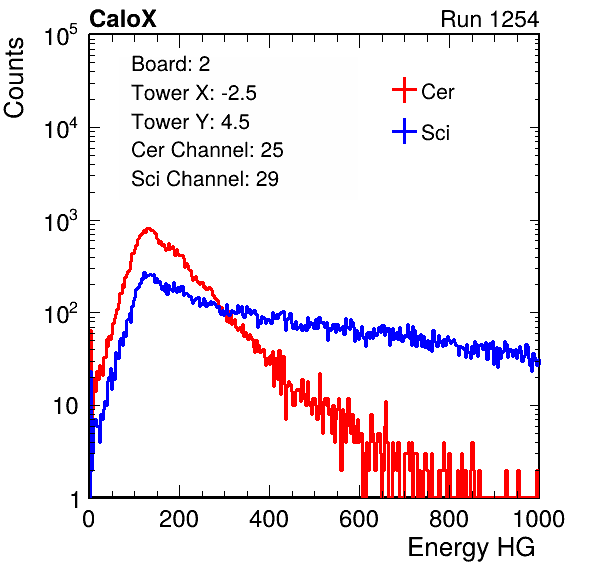 CaloX Run 1254
Counts
10^5
10^4
10^3
10^2
10
1
Board: 2
Tower X: -2.5
Tower Y: 4.5
Cer Channel: 25
Sci Channel: 29
Cer
Sci
0 200 400 600 800 1000
Energy HG